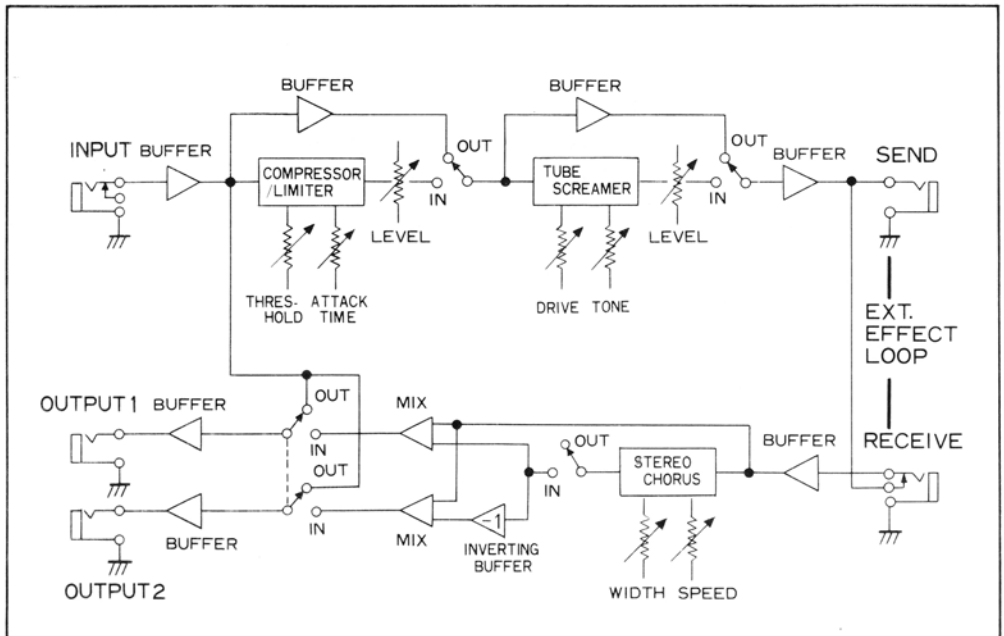 BUFFER
BUFFER
INPUT
BUFFER
OUT
OUT
BUFFER
SEND
COMPRESSOR
/LIMITER
IN
TUBE
SCREAMER
IN
LEVEL
LEVEL
THRES-
HOLD
ATTACK
TIME
DRIVE
TONE
EXT.
EFFECT
LOOP
OUTPUT 1
BUFFER
OUT
MIX
OUT
BUFFER
RECEIVE
IN
STEREO
CHORUS
OUT
IN
IN
-1
BUFFER
MIX
INVERTING
BUFFER
OUTPUT 2
WIDTH
SPEED